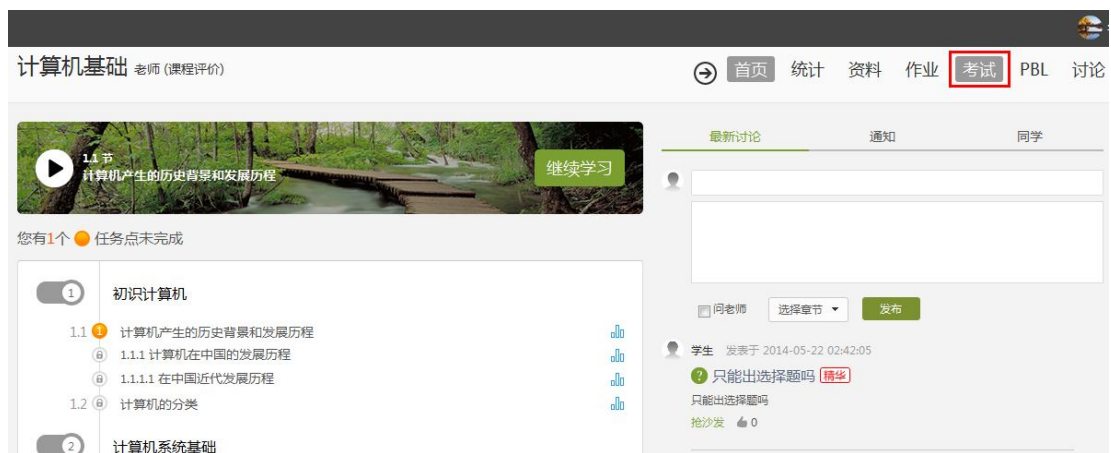 计算机基础 老师 (课程评价)
首页 统计 资料 作业 考试 PBL 讨论
1.1 节
计算机产生的历史背景和发展历程
继续学习
您有1个 任务点未完成
1 初识计算机
1.1 1 计算机产生的历史背景和发展历程
1.1.1 计算机在中国的发展历程
1.1.1.1 在中国近代发展历程
1.2 计算机的分类
2 计算机系统基础
最新讨论 通知 同学
问老师 选择章节 发布
学生 发表于 2014-05-22 02:42:05
? 只能出选择题吗 精华
只能出选择题吗
抢沙发 0